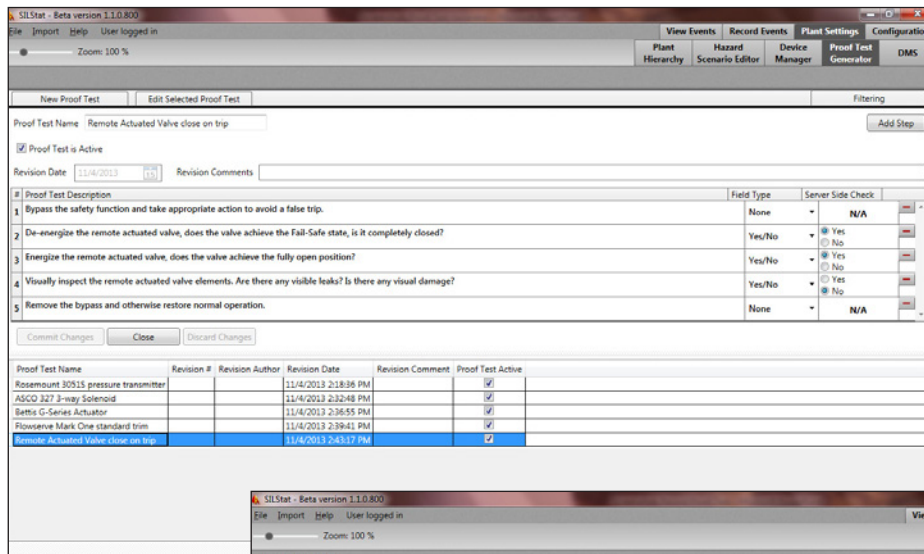 SILStat - Beta version 1.1.0.800
File Import Help User logged in
View Events Record Events Plant Settings Configuratio
Zoom: 100 %
Plant Hazard Device Proof Test DMS
Hierarchy Scenario Editor Manager Generator
New Proof Test Edit Selected Proof Test Filtering
Proof Test Name Remote Actuated Valve close on trip Add Step
Proof Test is Active
Revision Date 11/4/2013 15 Revision Comments
# Proof Test Description Field Type Server Side Check
1 Bypass the safety function and take appropriate action to avoid a false trip. None N/A
2 De-energize the remote actuated valve, does the valve achieve the Fail-Safe state, is it completely closed? Yes/No Yes
No
3 Energize the remote actuated valve, does the valve achieve the fully open position? Yes/No Yes
No
4 Visually inspect the remote actuated valve elements. Are there any visible leaks? Is there any visual damage? Yes/No Yes
No
5 Remove the bypass and otherwise restore normal operation. None N/A
Commit Changes Close Discard Changes
Proof Test Name Revision # Revision Author Revision Date Revision Comment Proof Test Active
Rosemount 3051S pressure transmitter 11/4/2013 2:18:36 PM
ASCO 327 3-way Solenoid 11/4/2013 2:32:48 PM
Bettis G-Series Actuator 11/4/2013 2:36:55 PM
Flowserve Mark One standard trim 11/4/2013 2:39:41 PM
Remote Actuated Valve close on trip 11/4/2013 2:43:17 PM
SILStat - Beta version 1.1.0.800
File Import Help User logged in Vie
Zoom: 100 %